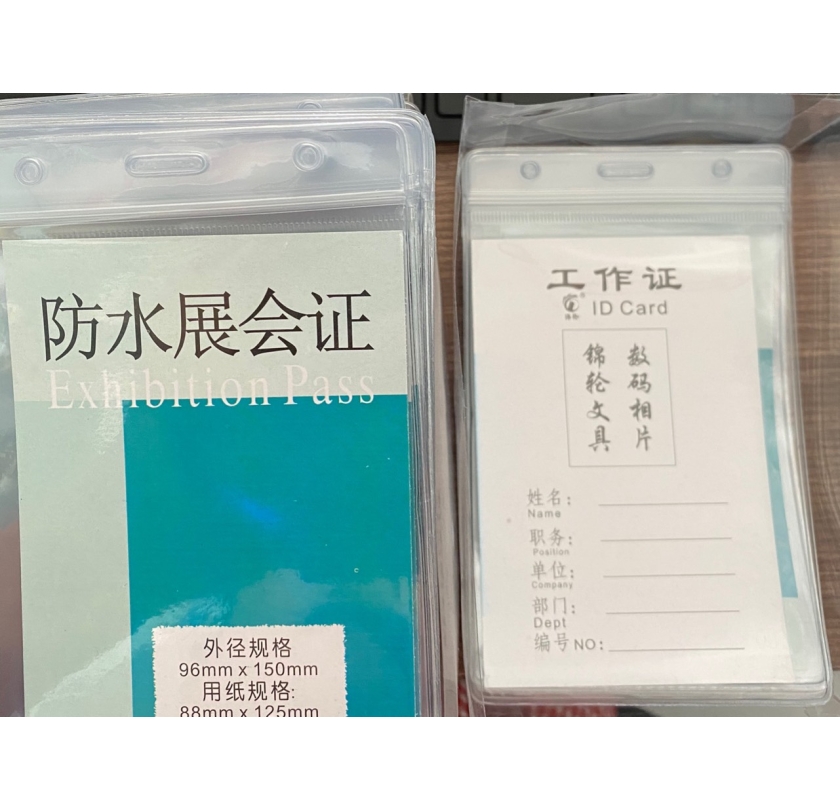 防水展会证
Exhibition Pass
外径规格
96mm x 150mm
用纸规格:
88mm x 125mm
工作证
ID Card
数码相片
锦轮文具
姓名:
Name
职务:
Position
单位:
Company
部门:
Dept
编号NO: